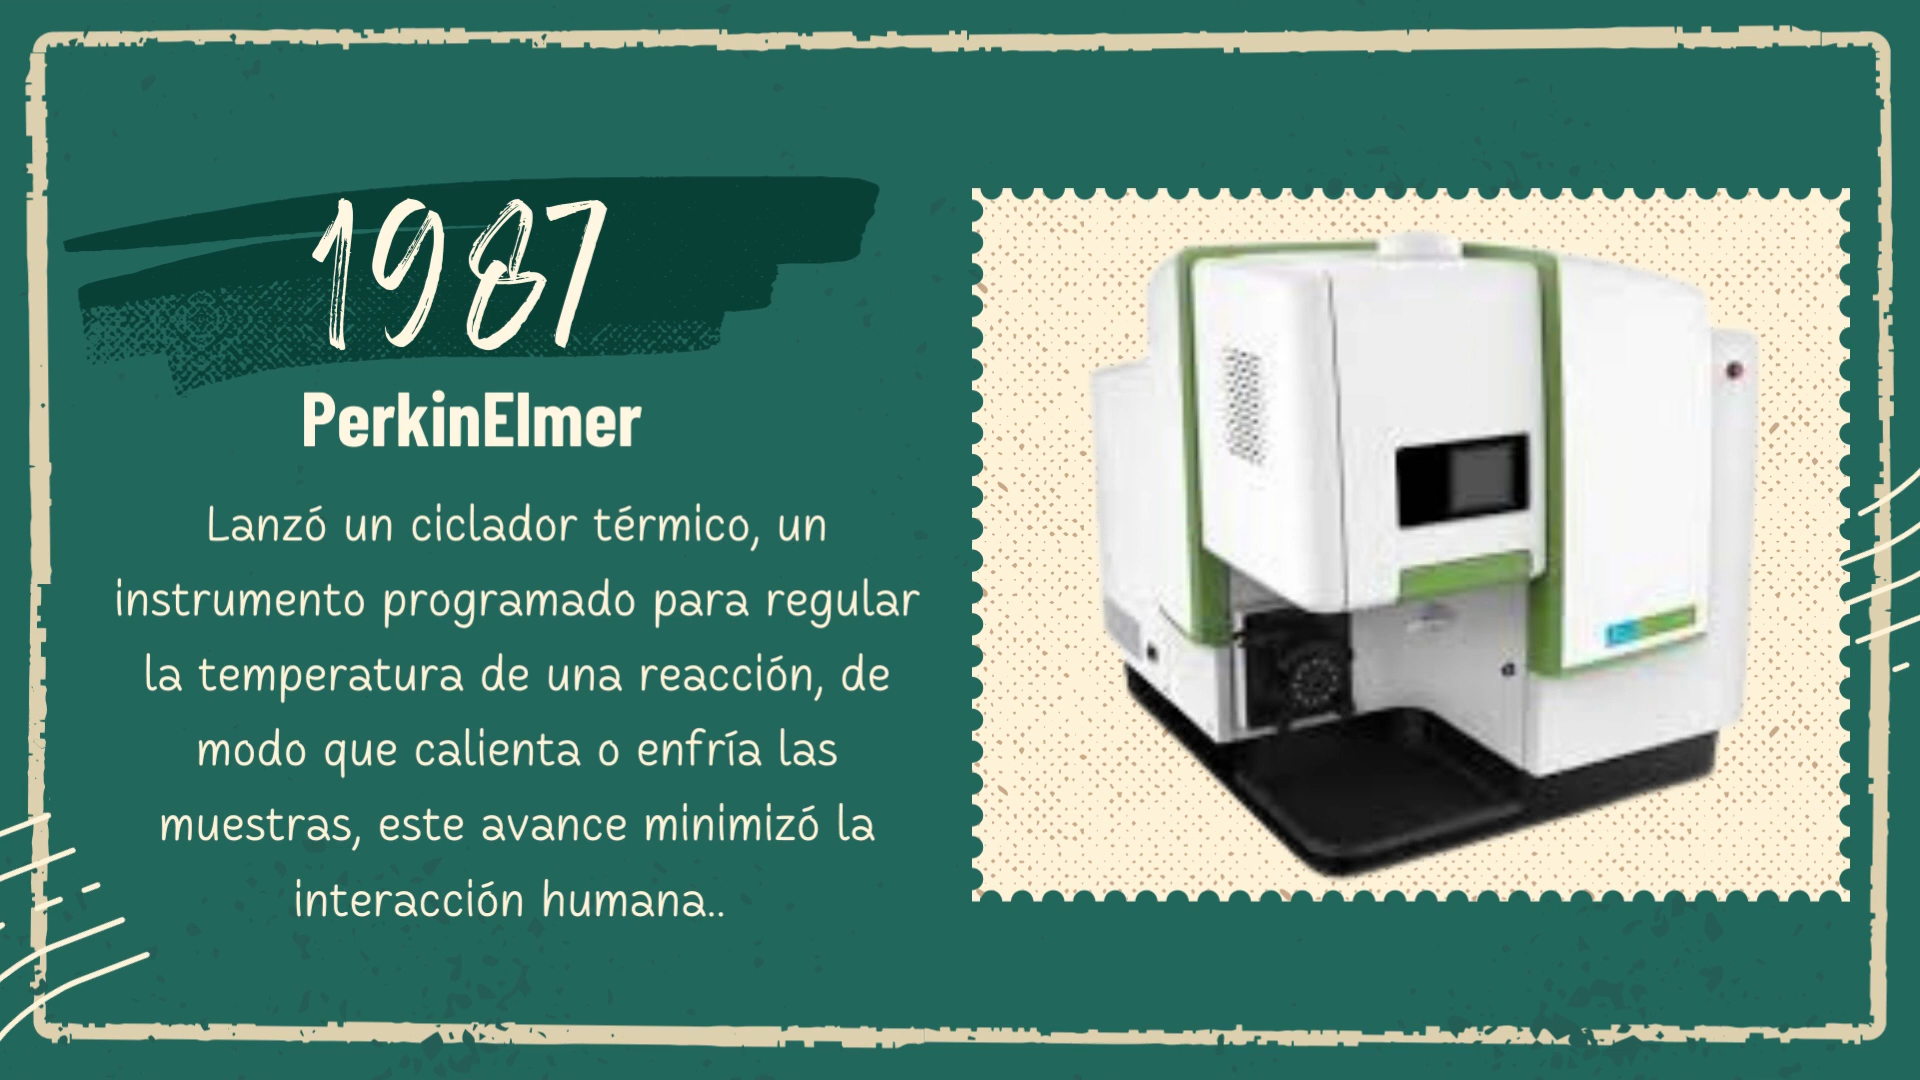 1987
PerkinElmer
Lanzó un ciclador térmico, un
instrumento programado para regular
la temperatura de una reacción, de
modo que calienta o enfría las
muestras, este avance minimizó la
interacción humana..